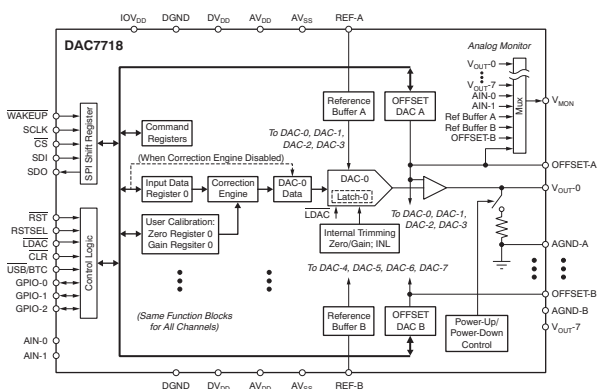 IOVDD DGND DVDD AVDD AVSS REF-A
DAC7718
Analog Monitor
VOUT-0
VOUT-7
AIN-0
AIN-1
Ref Buffer A
Ref Buffer B
OFFSET-B
Mux
VMON
WAKEUP
SCLK
CS
SDI
SDO
SPI Shift Register
Command
Registers
Reference
Buffer A
OFFSET
DAC A
To DAC-0, DAC-1,
DAC-2, DAC-3
OFFSET-A
(When Correction Engine Disabled)
Input Data
Register 0
Correction
Engine
DAC-0
Data
DAC-0
Latch-0
VOUT-0
LDAC
To DAC-0, DAC-1,
DAC-2, DAC-3
RST
RSTSEL
LDAC
CLR
USB/BTC
GPIO-0
GPIO-1
GPIO-2
Control Logic
User Calibration:
Zero Register 0
Gain Regsiter 0
Internal Trimming
Zero/Gain; INL
AGND-A
To DAC-4, DAC-5, DAC-6, DAC-7
OFFSET-B
(Same Function Blocks
for All Channels)
Reference
Buffer B
OFFSET
DAC B
Power-Up/
Power-Down
Control
AGND-B
VOUT-7
AIN-0
AIN-1
DGND DVDD AVDD AVSS REF-B